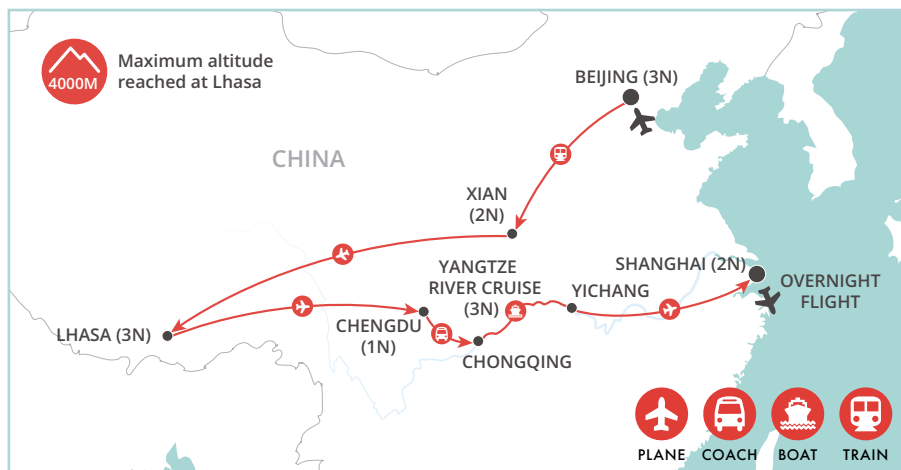 4000M
Maximum altitude
reached at Lhasa
BEIJING (3N)
CHINA
XIAN
(2N)
YANGTZE
RIVER CRUISE
(3N)
SHANGHAI (2N)
OVERNIGHT
FLIGHT
YICHANG
LHASA (3N)
CHENGDU
(1N)
CHONGQING
PLANE
COACH
BOAT
TRAIN